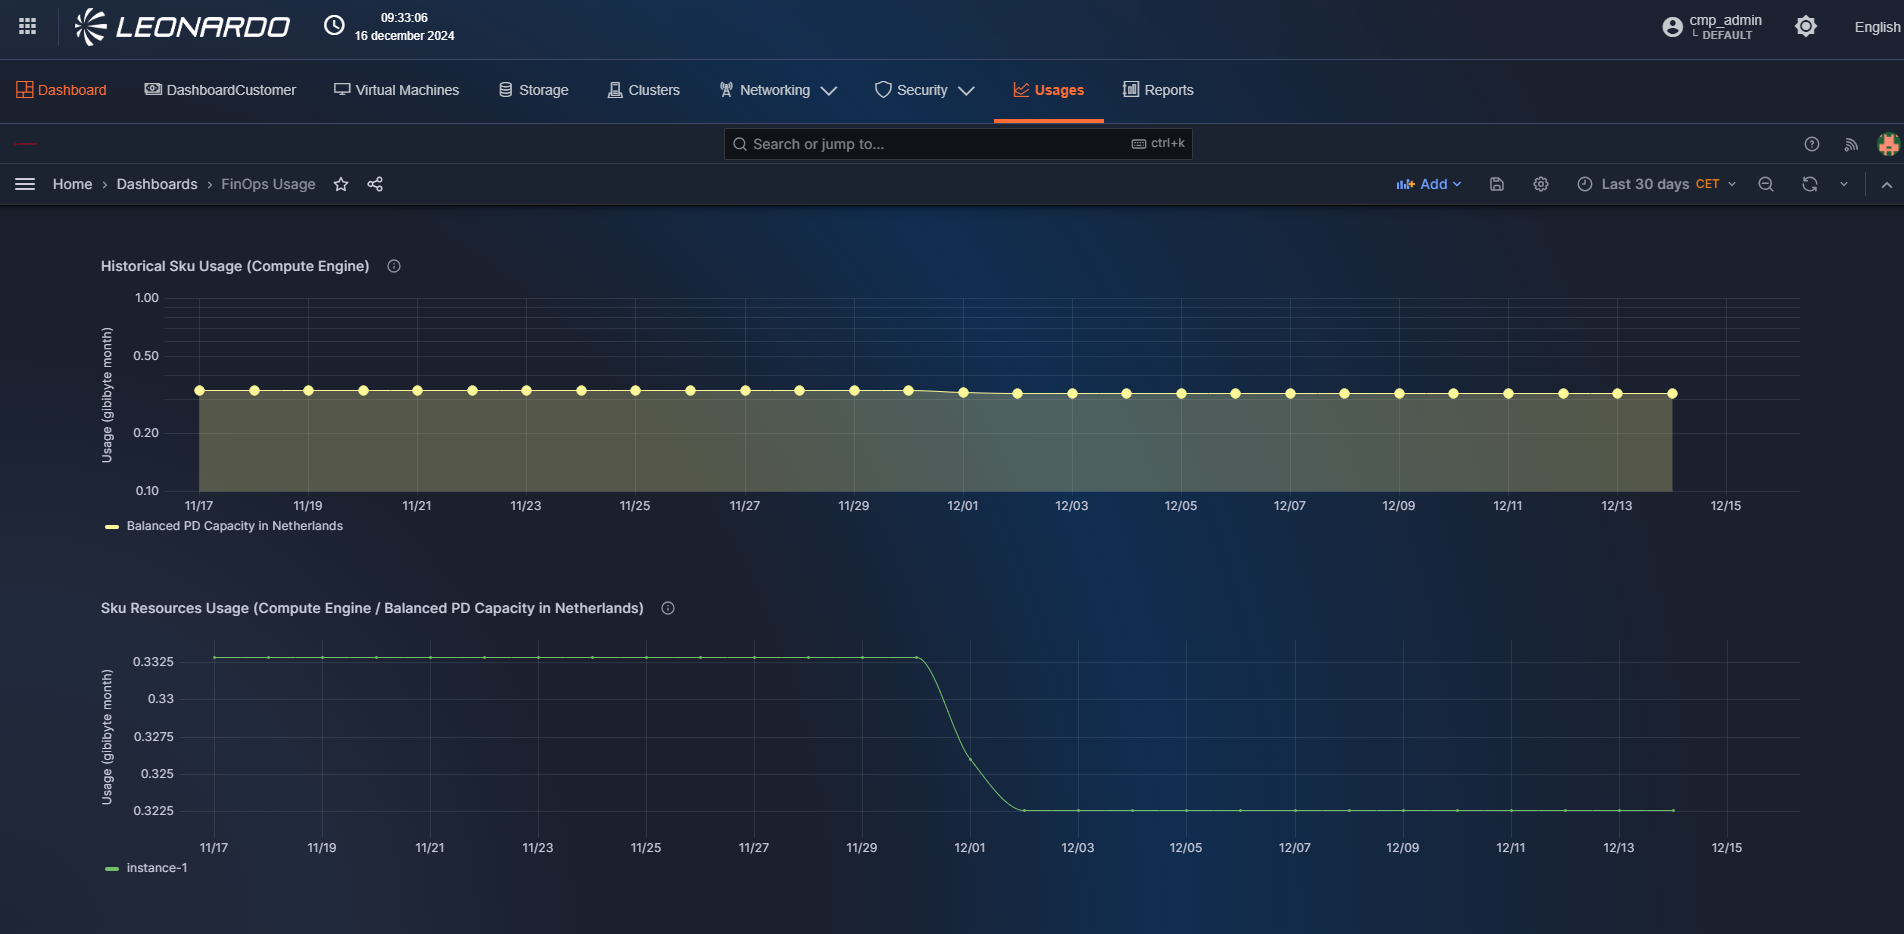 LEONARDO
09:33:06
16 december 2024
cmp_admin
└ DEFAULT
English
Dashboard
DashboardCustomer
Virtual Machines
Storage
Clusters
Networking
Security
Usages
Reports
Search or jump to...
ctrl+k
Home › Dashboards › FinOps Usage
Add
Last 30 days CET
Historical Sku Usage (Compute Engine)
Usage (gibibyte month)
1.00
0.50
0.20
0.10
11/17 11/19 11/21 11/23 11/25 11/27 11/29 12/01 12/03 12/05 12/07 12/09 12/11 12/13 12/15
Balanced PD Capacity in Netherlands
Sku Resources Usage (Compute Engine / Balanced PD Capacity in Netherlands)
Usage (gibibyte month)
0.3325
0.33
0.3275
0.325
0.3225
11/17 11/19 11/21 11/23 11/25 11/27 11/29 12/01 12/03 12/05 12/07 12/09 12/11 12/13 12/15
instance-1